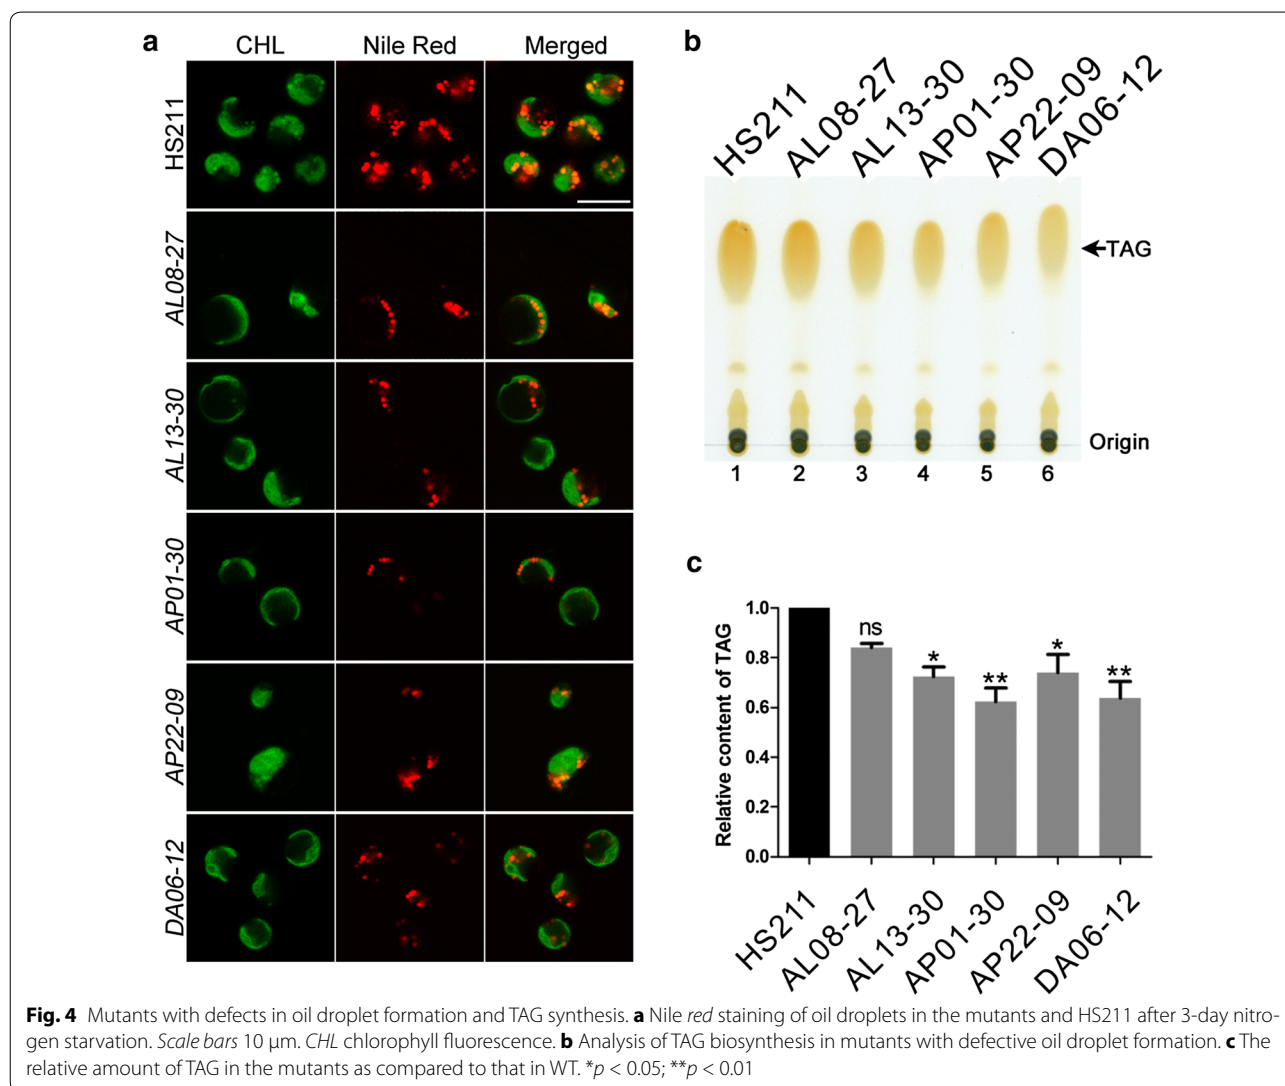 a
CHL Nile Red Merged
HS211
AL08-27
AL13-30
AP01-30
AP22-09
DA06-12
b
HS211 AL08-27 AL13-30 AP01-30 AP22-09 DA06-12
TAG
Origin
1 2 3 4 5 6
c
Relative content of TAG
1.0
0.8
0.6
0.4
0.2
0.0
ns * ** * **
HS211 AL08-27 AL13-30 AP01-30 AP22-09 DA06-12
Fig. 4 Mutants with defects in oil droplet formation and TAG synthesis. a Nile red staining of oil droplets in the mutants and HS211 after 3-day nitro-
gen starvation. Scale bars 10 μm. CHL chlorophyll fluorescence. b Analysis of TAG biosynthesis in mutants with defective oil droplet formation. c The
relative amount of TAG in the mutants as compared to that in WT. *p < 0.05; **p < 0.01